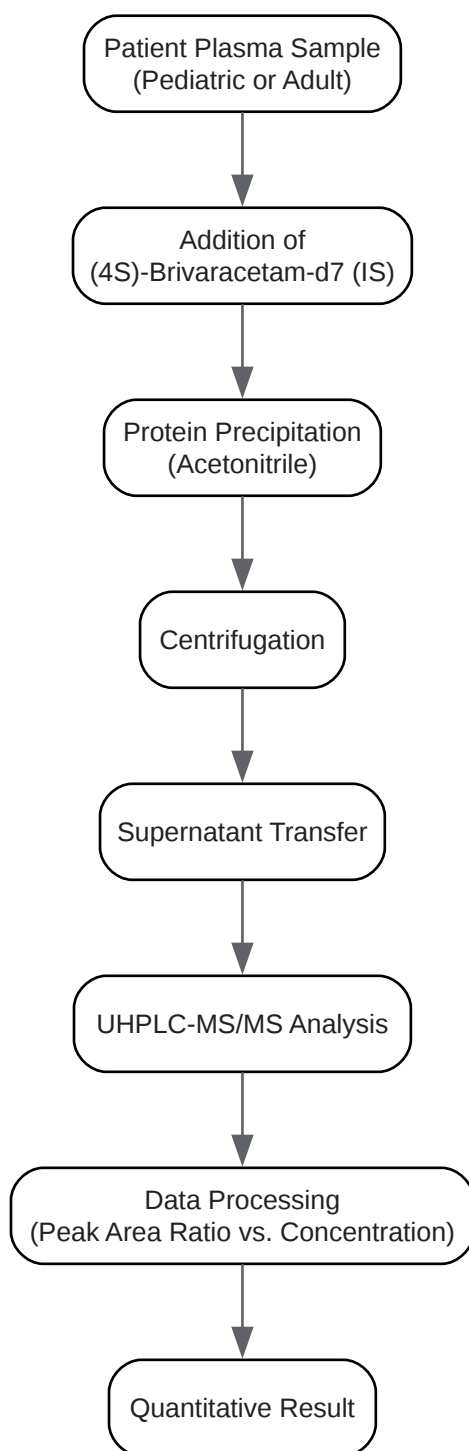 Patient Plasma Sample
(Pediatric or Adult)
Addition of
(4S)-Brivaracetam-d7 (IS)
Protein Precipitation
(Acetonitrile)
Centrifugation
Supernatant Transfer
UHPLC-MS/MS Analysis
Data Processing
(Peak Area Ratio vs. Concentration)
Quantitative Result